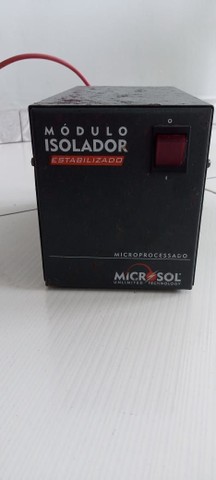 MÓDULO
ISOLADOR
ESTABILIZADO
O
I
MICROPROCESSADO
MICROSOL
UNLIMITED TECHNOLOGY